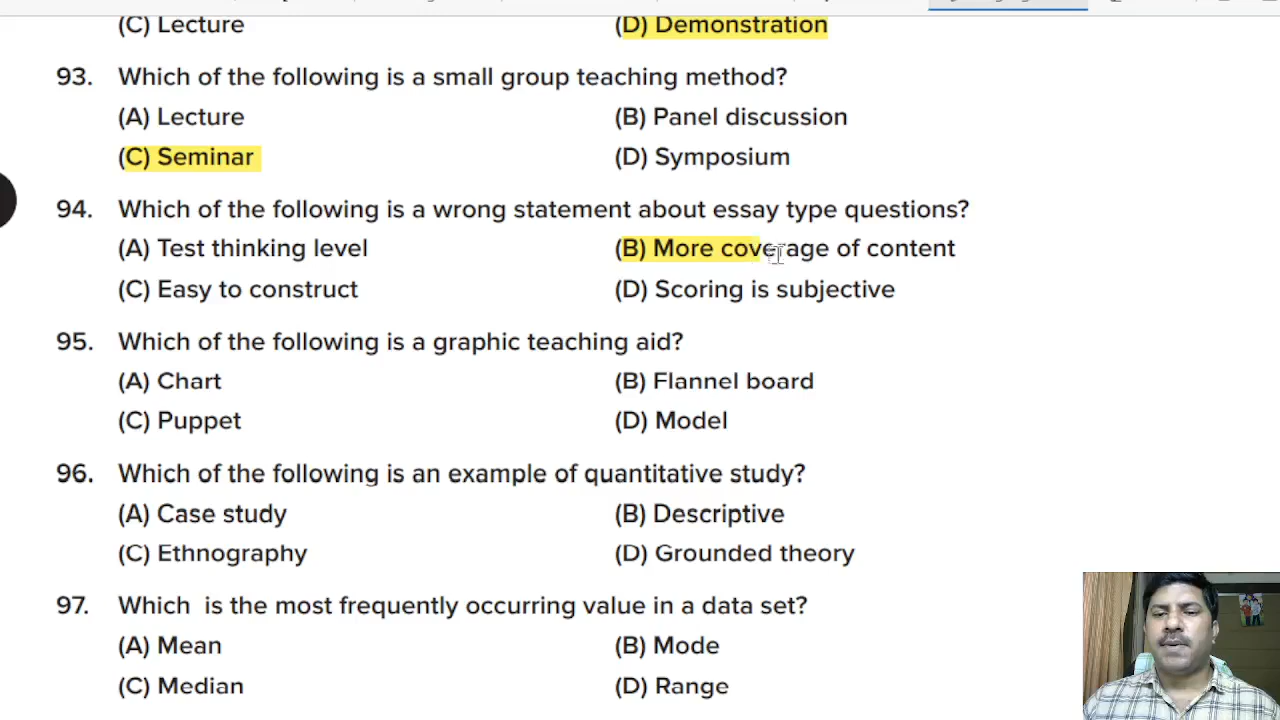 (C) Lecture (D) Demonstration
93. Which of the following is a small group teaching method?
(A) Lecture (B) Panel discussion
(C) Seminar (D) Symposium
94. Which of the following is a wrong statement about essay type questions?
(A) Test thinking level (B) More coverage of content
(C) Easy to construct (D) Scoring is subjective
95. Which of the following is a graphic teaching aid?
(A) Chart (B) Flannel board
(C) Puppet (D) Model
96. Which of the following is an example of quantitative study?
(A) Case study (B) Descriptive
(C) Ethnography (D) Grounded theory
97. Which is the most frequently occurring value in a data set?
(A) Mean (B) Mode
(C) Median (D) Range